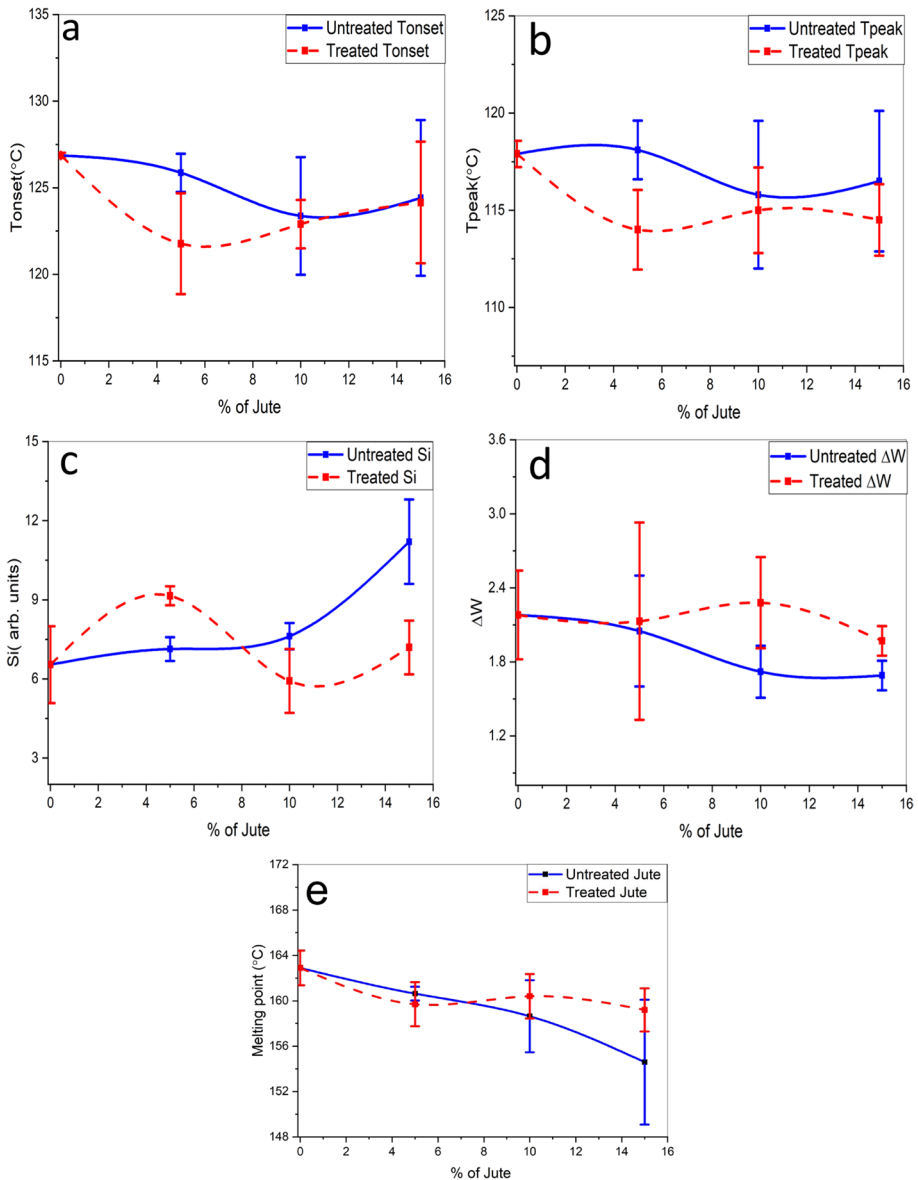 a
Untreated Tonset
Treated Tonset
135
130
125
120
115
Tonset(°C)
0 2 4 6 8 10 12 14 16
% of Jute
b
Untreated Tpeak
Treated Tpeak
125
120
115
110
Tpeak(°C)
0 2 4 6 8 10 12 14 16
% of Jute
c
Untreated Si
Treated Si
15
12
9
6
3
Si( arb. units)
0 2 4 6 8 10 12 14 16
% of Jute
d
Untreated ΔW
Treated ΔW
3.6
3.0
2.4
1.8
1.2
ΔW
0 2 4 6 8 10 12 14 16
% of Jute
e
Untreated Jute
Treated Jute
172
168
164
160
156
152
148
Melting point (°C)
0 2 4 6 8 10 12 14 16
% of Jute